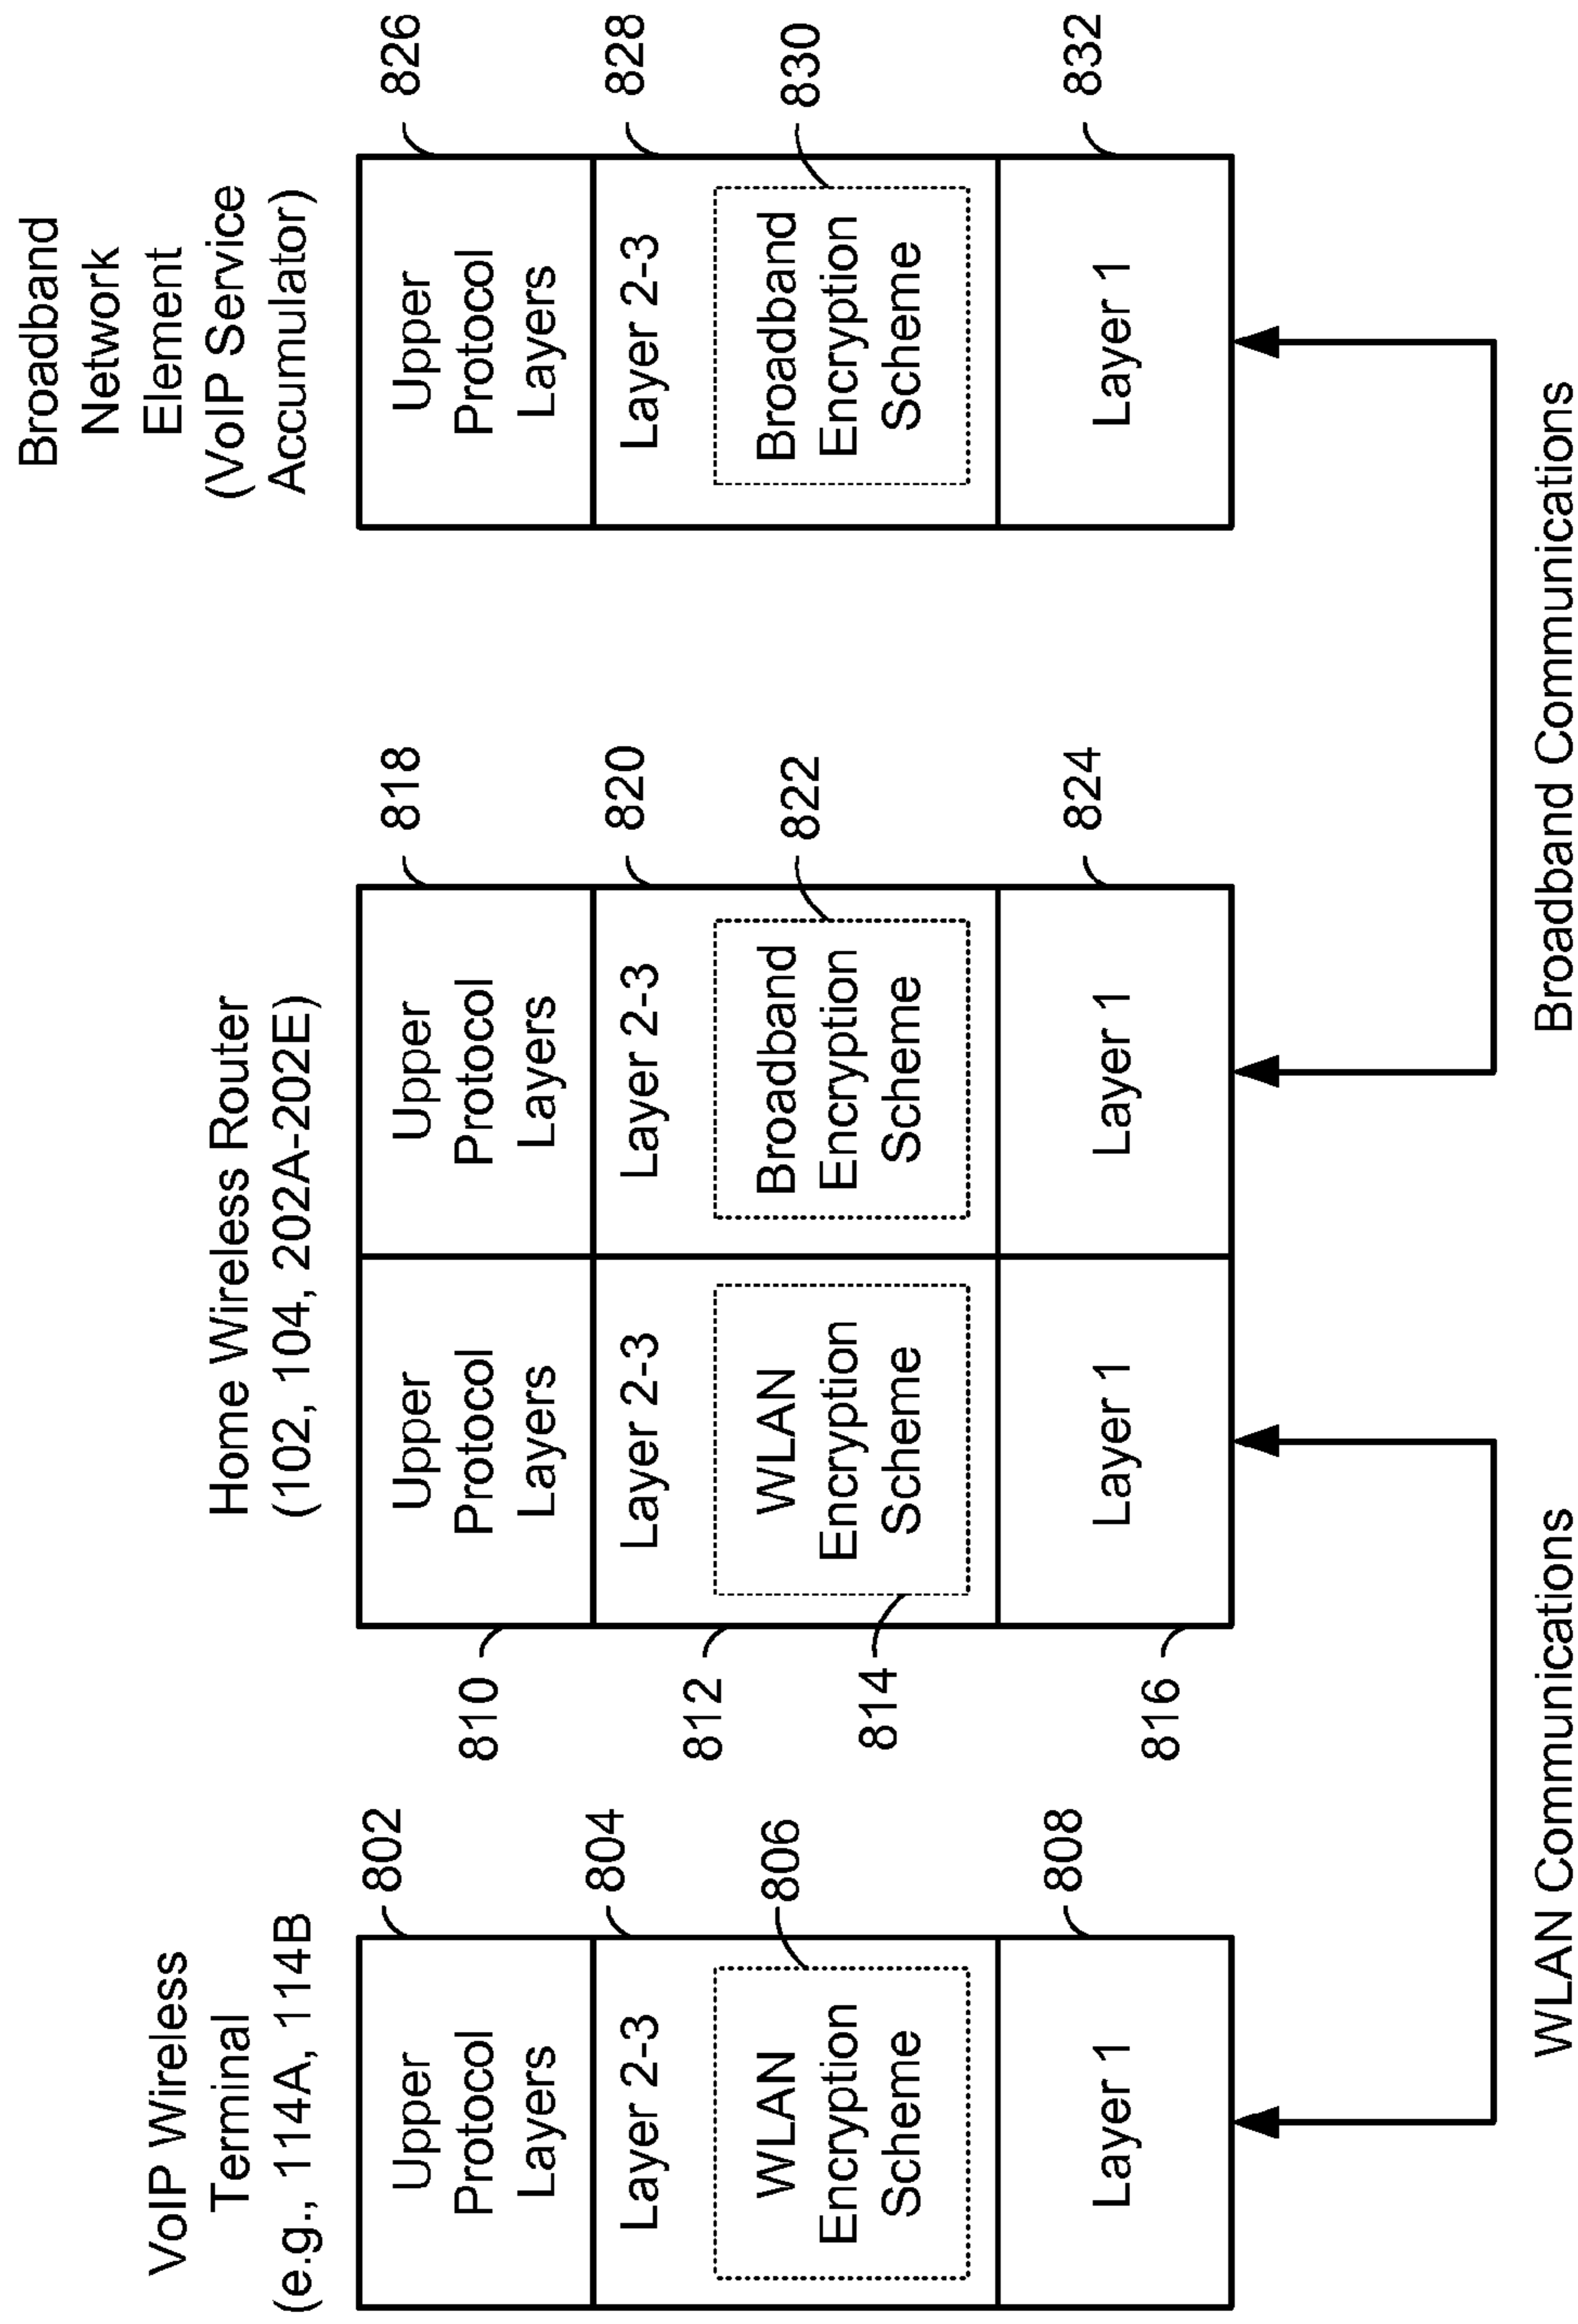 VoIP Wireless
Terminal
(e.g., 114A, 114B
802
Upper
Protocol
Layers
804
Layer 2-3
806
WLAN
Encryption
Scheme
808
Layer 1
Home Wireless Router
(102, 104, 202A-202E)
810
Upper
Protocol
Layers
812
Layer 2-3
814
WLAN
Encryption
Scheme
816
Layer 1
818
Upper
Protocol
Layers
820
Layer 2-3
822
Broadband
Encryption
Scheme
824
Layer 1
Broadband
Network
Element
(VoIP Service
Accumulator)
826
Upper
Protocol
Layers
828
Layer 2-3
830
Broadband
Encryption
Scheme
832
Layer 1
WLAN Communications
Broadband Communications